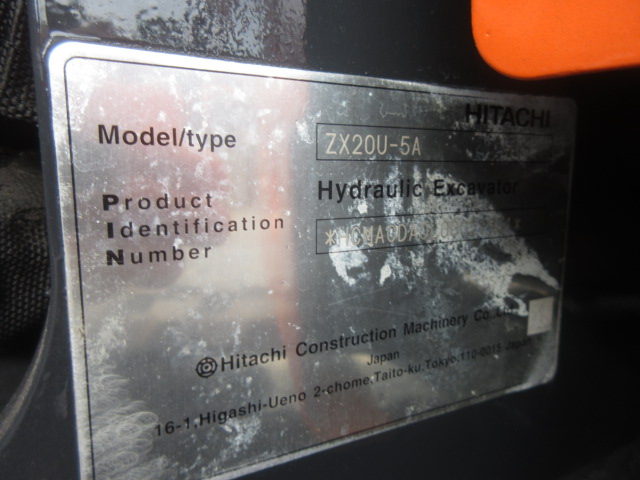 HITACHI
Model/type ZX20U-5A
Hydraulic Excavator
Product
Identification
Number
Hitachi Construction Machinery Co.,Ltd.
Japan
16-1,Higashi-Ueno 2-chome,Taito-ku,Tokyo,110-0015 Japan